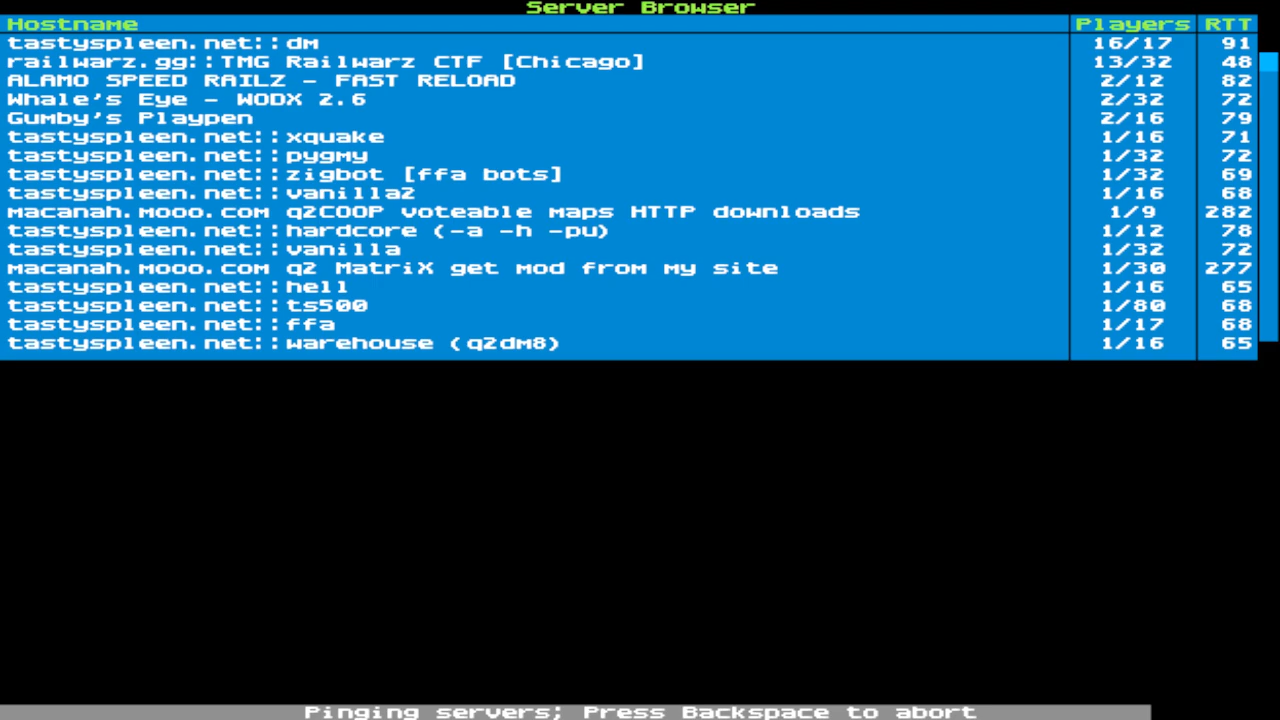 Server Browser
Hostname Players RTT
tastyspleen.net::dm 16/17 91
railwarz.gg::TMG Railwarz CTF [Chicago] 13/32 48
ALAMO SPEED RAILZ - FAST RELOAD 2/12 82
Whale's Eye - WODX 2.6 2/32 72
Gumby's Playpen 2/16 79
tastyspleen.net::xquake 1/16 71
tastyspleen.net::pygmy 1/32 72
tastyspleen.net::zigbot [ffa bots] 1/32 69
tastyspleen.net::vanilla2 1/16 68
macanah.mooo.com q2COOP voteable maps HTTP downloads 1/9 282
tastyspleen.net::hardcore (-a -h -pu) 1/12 78
tastyspleen.net::vanilla 1/32 72
macanah.mooo.com q2 MatriX get mod from my site 1/30 277
tastyspleen.net::hell 1/16 65
tastyspleen.net::ts500 1/80 68
tastyspleen.net::ffa 1/17 68
tastyspleen.net::warehouse (q2dm8) 1/16 65
Pinging servers; Press Backspace to abort